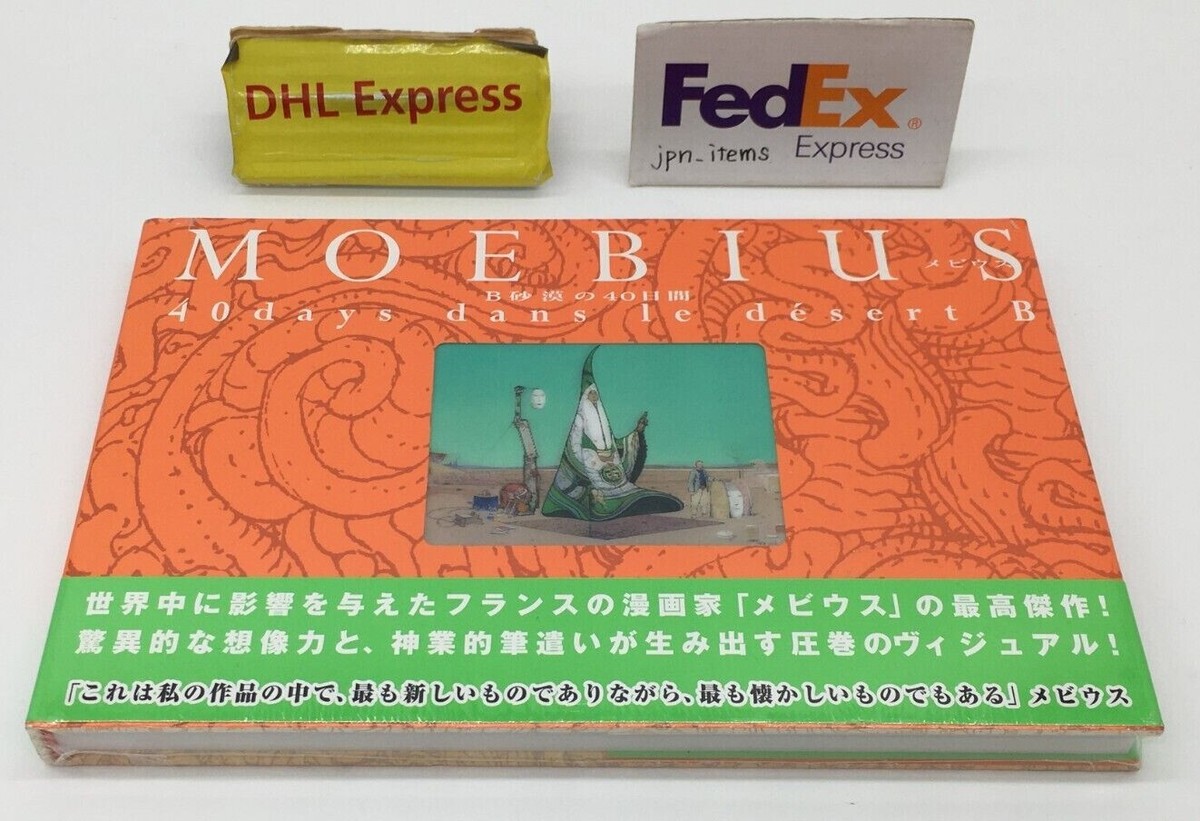 DHL Express
FedEx®
jpn_items Express
MOEBIUS
メビウス
B砂漠の40日間
40days dans le désert B
世界中に影響を与えたフランスの漫画家「メビウス」の最高傑作！
驚異的な想像力と、神業的筆遣いが生み出す圧巻のヴィジュアル！
「これは私の作品の中で、最も新しいものでありながら、最も懐かしいものでもある」メビウス